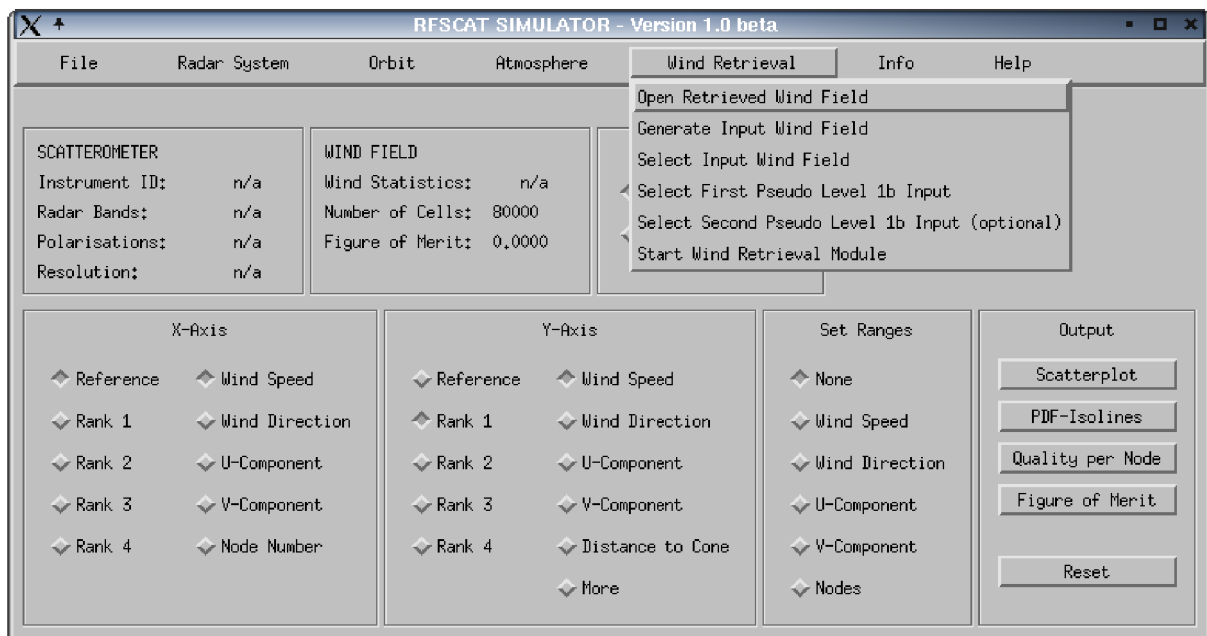 RFSCAT SIMULATOR - Version 1.0 beta
File Radar System Orbit Atmosphere Wind Retrieval Info Help
Open Retrieved Wind Field
Generate Input Wind Field
Select Input Wind Field
Select First Pseudo Level 1b Input
Select Second Pseudo Level 1b Input (optional)
Start Wind Retrieval Module
SCATTEROMETER
Instrument ID: n/a
Radar Bands: n/a
Polarisations: n/a
Resolution: n/a
WIND FIELD
Wind Statistics: n/a
Number of Cells: 80000
Figure of Merit: 0.0000
X-Axis
Reference Wind Speed
Rank 1 Wind Direction
Rank 2 U-Component
Rank 3 V-Component
Rank 4 Node Number
Y-Axis
Reference Wind Speed
Rank 1 Wind Direction
Rank 2 U-Component
Rank 3 V-Component
Rank 4 Distance to Cone
More
Set Ranges
None
Wind Speed
Wind Direction
U-Component
V-Component
Nodes
Output
Scatterplot
PDF-Isolines
Quality per Node
Figure of Merit
Reset